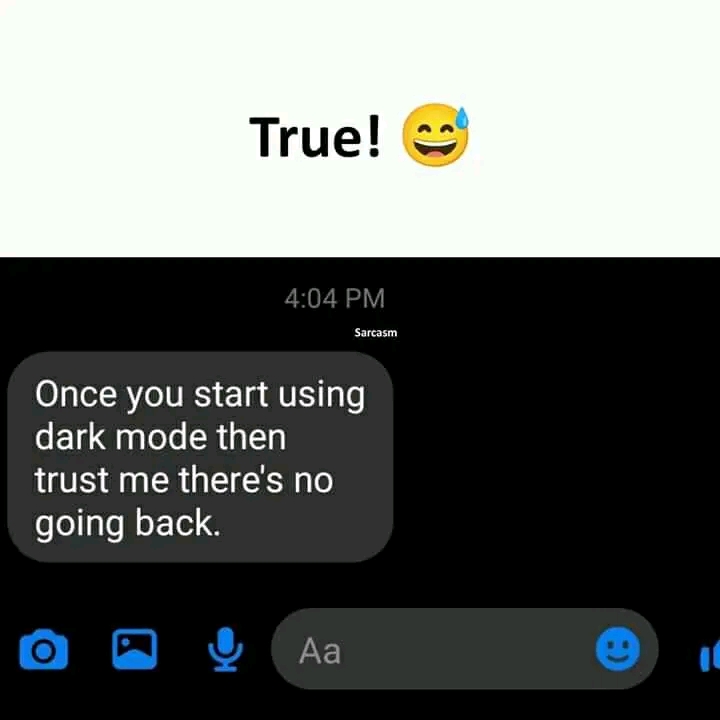 True! 😅
4:04 PM
Sarcasm
Once you start using
dark mode then
trust me there's no
going back.
Aa